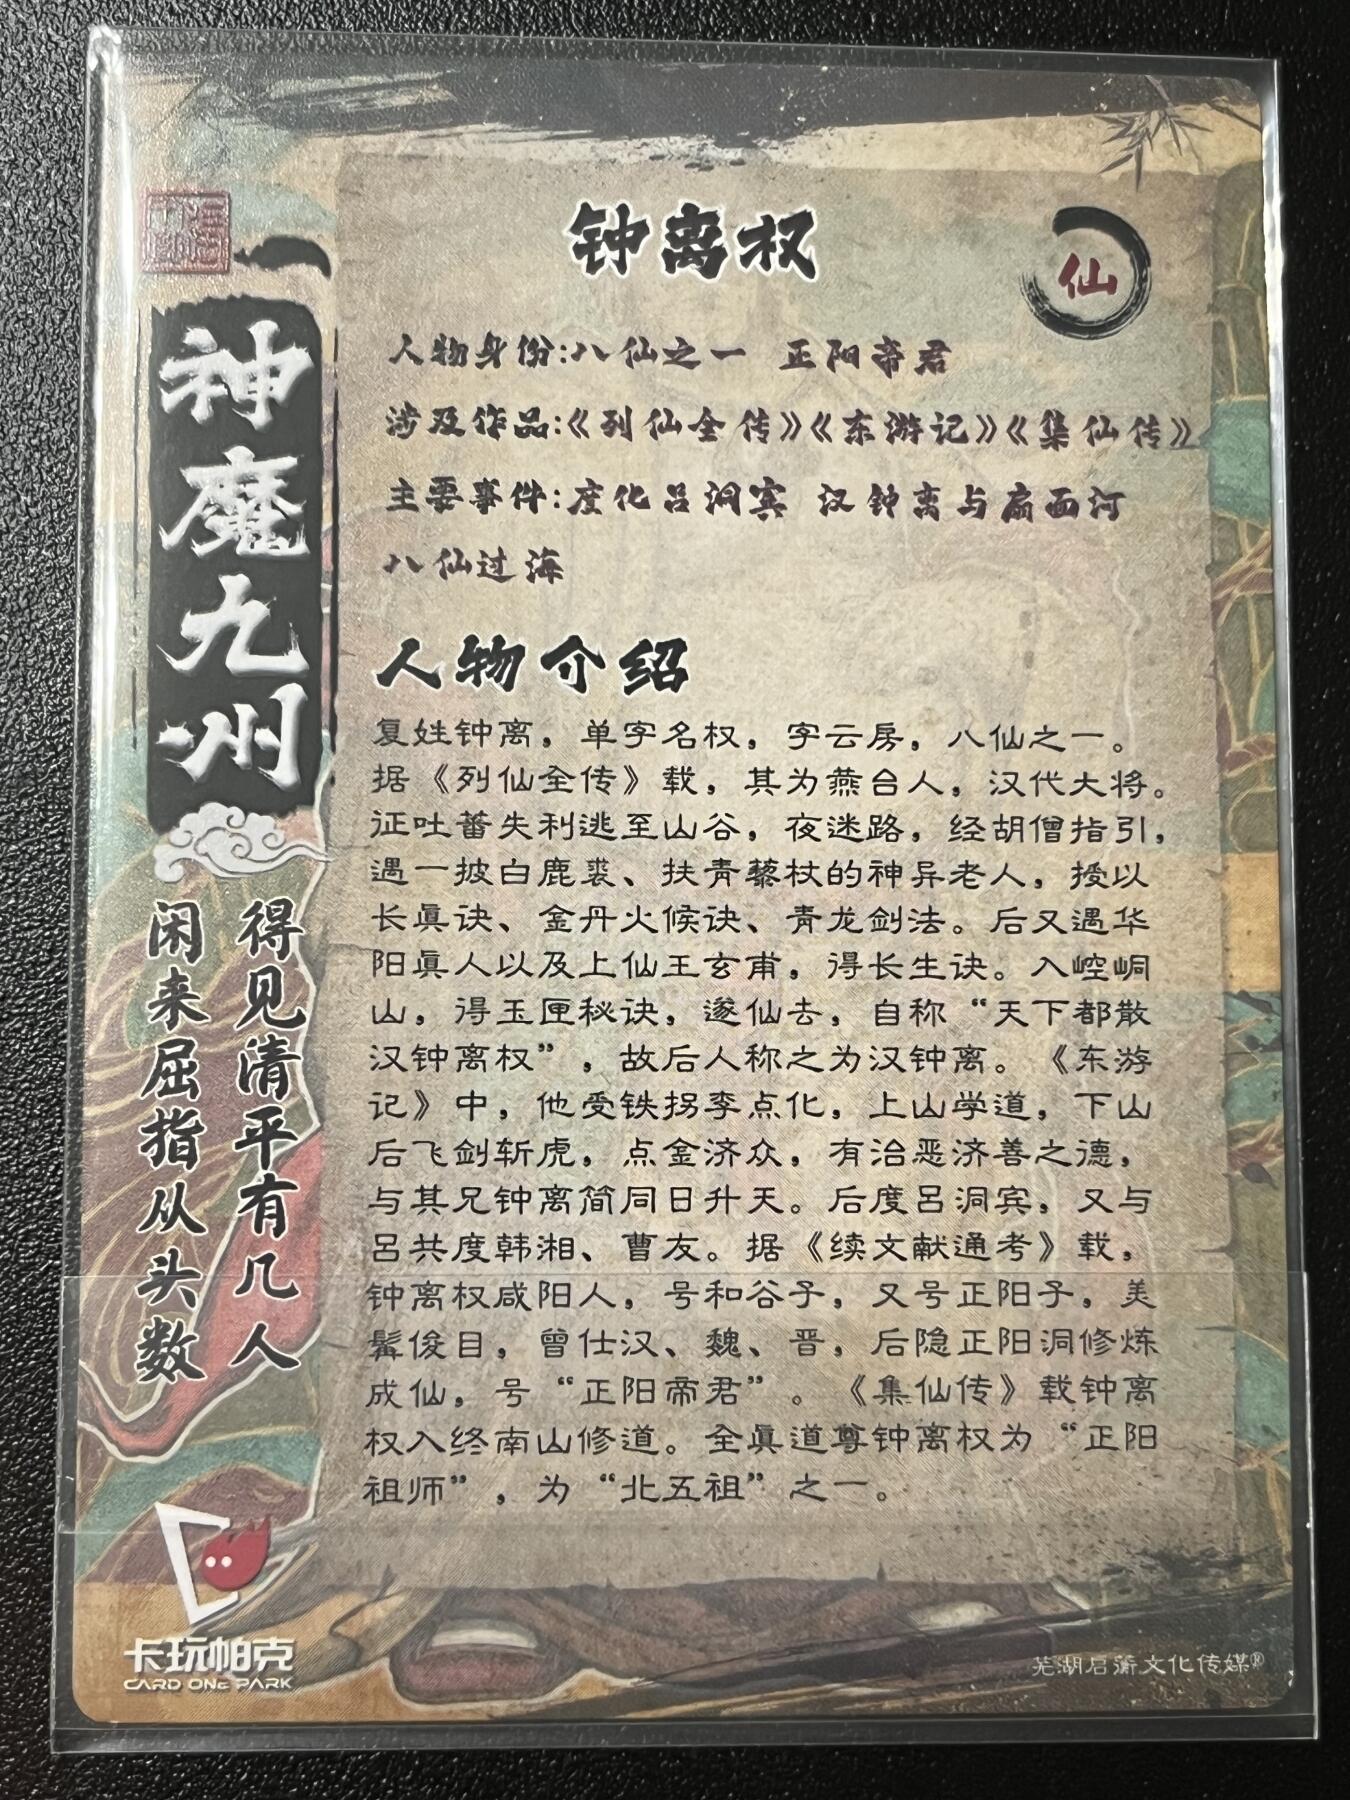 钟离权
仙
人物身份:八仙之一 正阳帝君
涉及作品:《列仙全传》《东游记》《集仙传》
主要事件:度化吕洞宾 汉钟离与扇面河
八仙过海
人物介绍
复姓钟离，单字名权，字云房，八仙之一。
据《列仙全传》载，其为燕台人，汉代大将。
征吐蕃失利逃至山谷，夜迷路，经胡僧指引，
遇一披白鹿裘、扶青藜杖的神异老人，授以
长真诀、金丹火候诀、青龙剑法。后又遇华
阳真人以及上仙王玄甫，得长生诀。入崆峒
山，得玉匣秘诀，遂仙去，自称“天下都散
汉钟离权”，故后人称之为汉钟离。《东游
记》中，他受铁拐李点化，上山学道，下山
后飞剑斩虎，点金济众，有治恶济善之德，
与其兄钟离简同日升天。后度吕洞宾，又与
吕共度韩湘、曹友。据《续文献通考》载，
钟离权咸阳人，号和谷子，又号正阳子，美
髯俊目，曾仕汉、魏、晋，后隐正阳洞修炼
成仙，号“正阳帝君”。《集仙传》载钟离
权入终南山修道。全真道尊钟离权为“正阳
祖师”，为“北五祖”之一。
神魔九州
得见清平有几人
闲来屈指从头数
卡玩帕克
CARD ONE PARK
芜湖启蘅文化传媒®